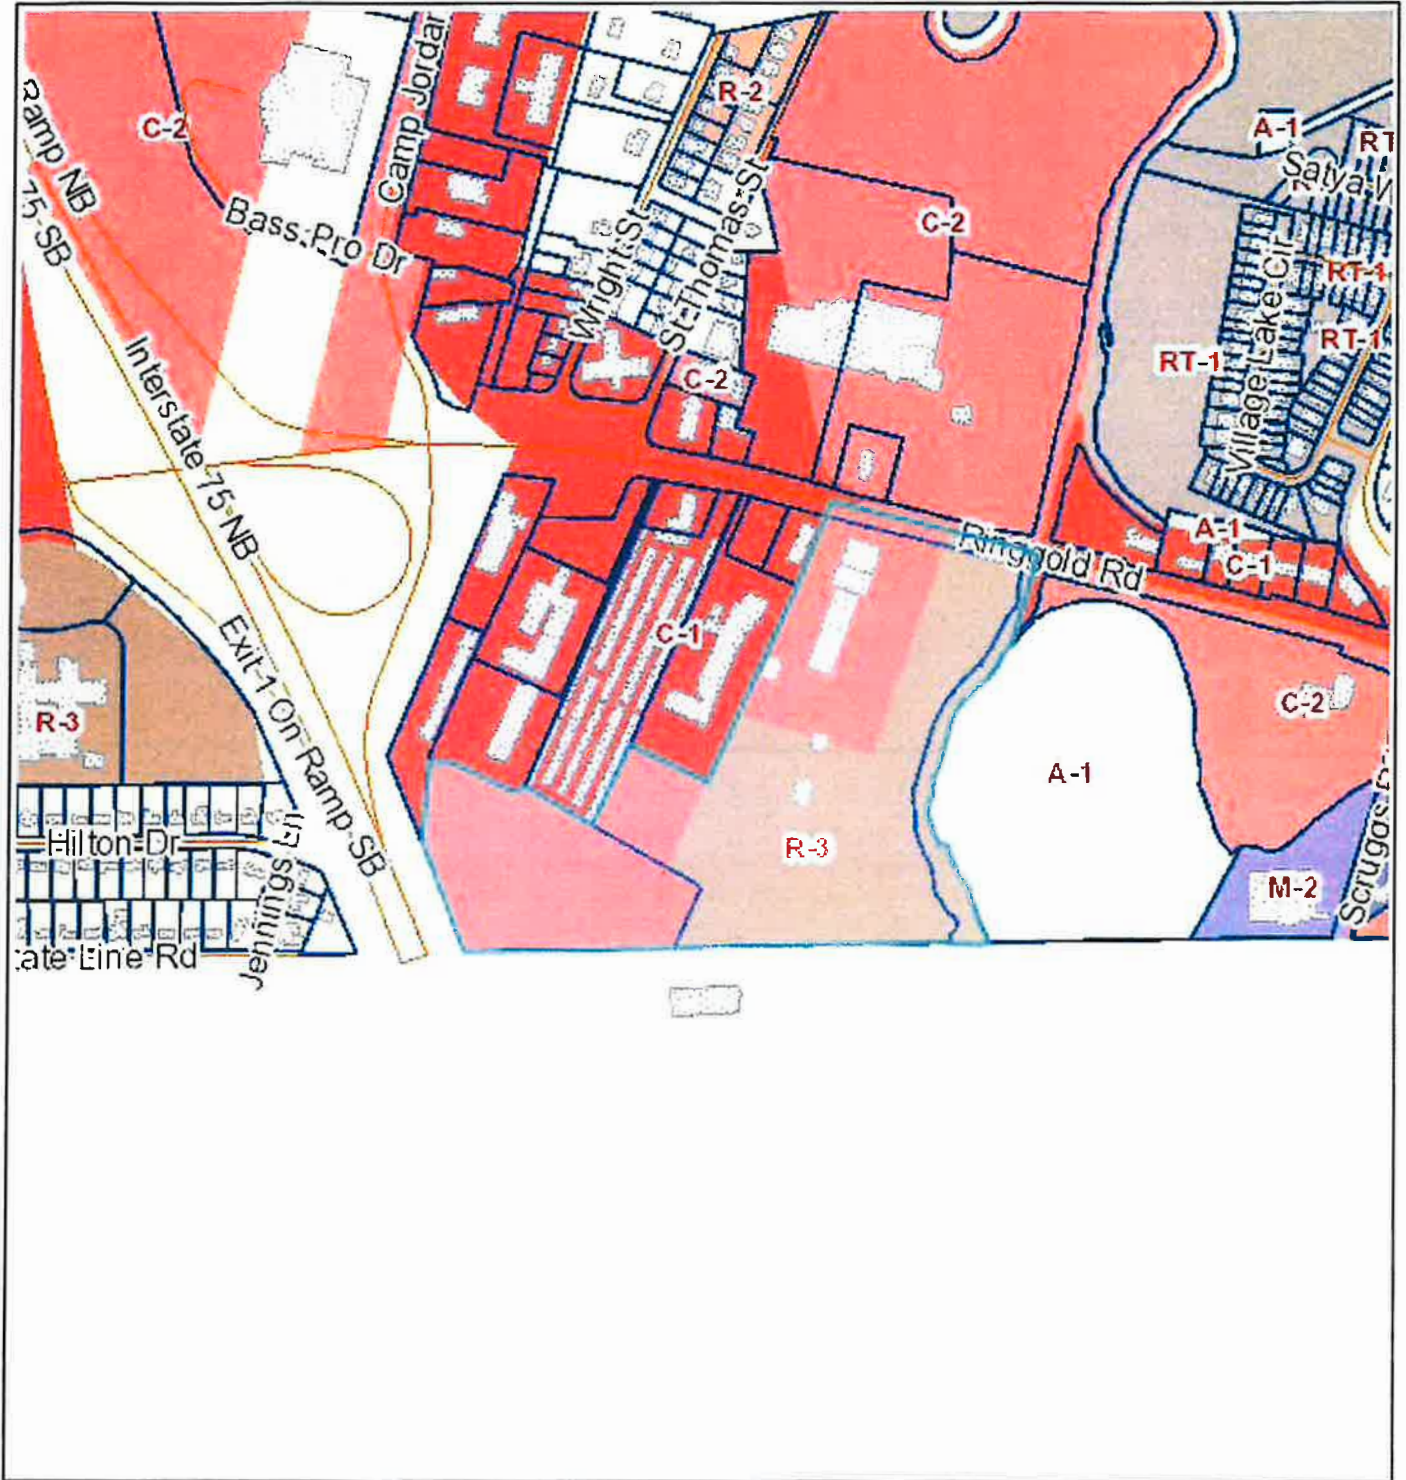 Ramp NB
75-SB
C-2
Bass Pro Dr
Camp Jordan
R-2
Wright St
St Thomas St
C-2
C-2
A-1
RT
Satya
RT-1
RT-1
RT-1
Village Lake Cir
Interstate 75 NB
Exit 1 On Ramp SB
Ringgold Rd
A-1
C-1
C-1
R-3
C-2
A-1
R-3
M-2
Scruggs
Hilton Dr
Jennings Ln
ate Line Rd